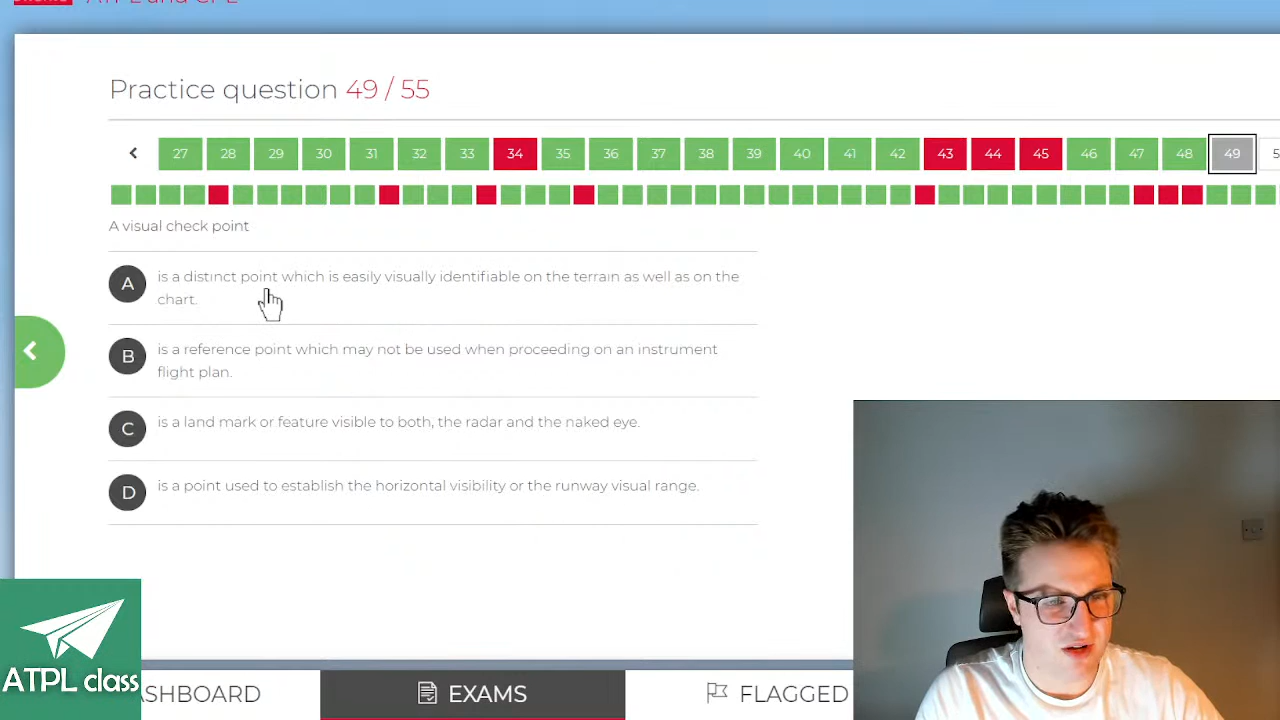 ATPL and CPL
Practice question 49 / 55
27 28 29 30 31 32 33 34 35 36 37 38 39 40 41 42 43 44 45 46 47 48 49
A visual check point
A is a distinct point which is easily visually identifiable on the terrain as well as on the
chart.
B is a reference point which may not be used when proceeding on an instrument
flight plan.
C is a land mark or feature visible to both, the radar and the naked eye.
D is a point used to establish the horizontal visibility or the runway visual range.
ATPL class
ASHBOARD EXAMS FLAGGED